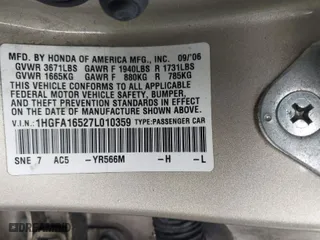 MFD. BY HONDA OF AMERICA MFG., INC. 09/'06
GVWR 3671LBS GAWR F 1940LBS R 1731LBS
GVWR 1665KG GAWR F 880KG R 785KG
THIS VEHICLE CONFORMS TO ALL APPLICABLE
FEDERAL MOTOR VEHICLE SAFETY, BUMPER,
AND THEFT PREVENTION STANDARDS IN EFFECT
ON THE DATE OF MANUFACTURE SHOWN ABOVE.
V.I.N.: 1HGFA16527L010359 TYPE:PASSENGER CAR
SNE 7 AC5 -YR566M -H -L